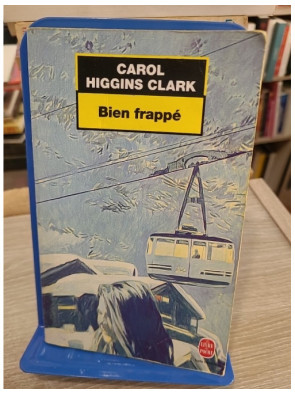 CAROL
HIGGINS CLARK
Bien frappé